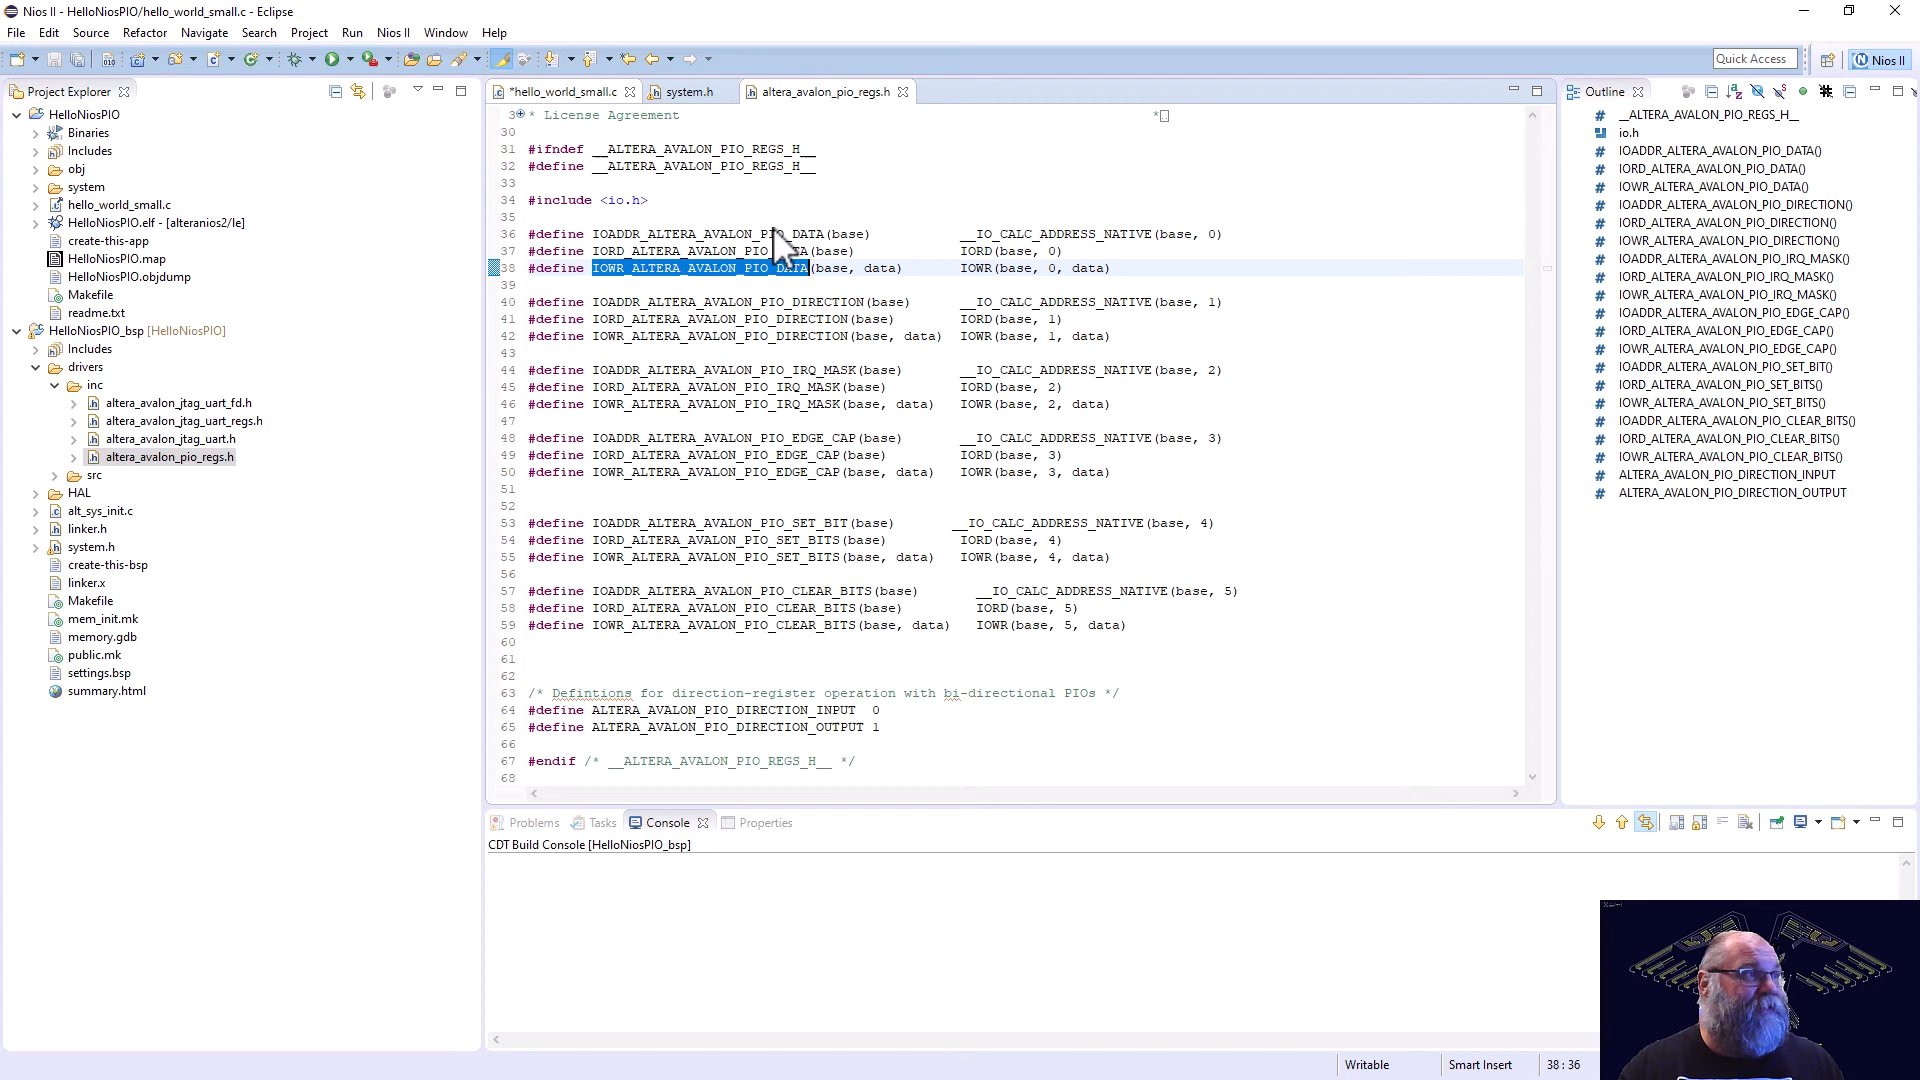 Nios II - HelloNiosPIO/hello_world_small.c - Eclipse
File Edit Source Refactor Navigate Search Project Run Nios II Window Help
Quick Access
Nios II
Project Explorer
HelloNiosPIO
Binaries
Includes
obj
system
hello_world_small.c
HelloNiosPIO.elf - [alteranios2/le]
create-this-app
HelloNiosPIO.map
HelloNiosPIO.objdump
Makefile
readme.txt
HelloNiosPIO_bsp [HelloNiosPIO]
Includes
drivers
inc
altera_avalon_jtag_uart_fd.h
altera_avalon_jtag_uart_regs.h
altera_avalon_jtag_uart.h
altera_avalon_pio_regs.h
src
HAL
alt_sys_init.c
linker.h
system.h
create-this-bsp
linker.x
Makefile
mem_init.mk
memory.gdb
public.mk
settings.bsp
summary.html
*hello_world_small.c system.h altera_avalon_pio_regs.h
3 * License Agreement *
30
31 #ifndef __ALTERA_AVALON_PIO_REGS_H__
32 #define __ALTERA_AVALON_PIO_REGS_H__
33
34 #include <io.h>
35
36 #define IOADDR_ALTERA_AVALON_PIO_DATA(base) __IO_CALC_ADDRESS_NATIVE(base, 0)
37 #define IORD_ALTERA_AVALON_PIO_DATA(base) IORD(base, 0)
38 #define IOWR_ALTERA_AVALON_PIO_DATA(base, data) IOWR(base, 0, data)
39
40 #define IOADDR_ALTERA_AVALON_PIO_DIRECTION(base) __IO_CALC_ADDRESS_NATIVE(base, 1)
41 #define IORD_ALTERA_AVALON_PIO_DIRECTION(base) IORD(base, 1)
42 #define IOWR_ALTERA_AVALON_PIO_DIRECTION(base, data) IOWR(base, 1, data)
43
44 #define IOADDR_ALTERA_AVALON_PIO_IRQ_MASK(base) __IO_CALC_ADDRESS_NATIVE(base, 2)
45 #define IORD_ALTERA_AVALON_PIO_IRQ_MASK(base) IORD(base, 2)
46 #define IOWR_ALTERA_AVALON_PIO_IRQ_MASK(base, data) IOWR(base, 2, data)
47
48 #define IOADDR_ALTERA_AVALON_PIO_EDGE_CAP(base) __IO_CALC_ADDRESS_NATIVE(base, 3)
49 #define IORD_ALTERA_AVALON_PIO_EDGE_CAP(base) IORD(base, 3)
50 #define IOWR_ALTERA_AVALON_PIO_EDGE_CAP(base, data) IOWR(base, 3, data)
51
52
53 #define IOADDR_ALTERA_AVALON_PIO_SET_BIT(base) __IO_CALC_ADDRESS_NATIVE(base, 4)
54 #define IORD_ALTERA_AVALON_PIO_SET_BITS(base) IORD(base, 4)
55 #define IOWR_ALTERA_AVALON_PIO_SET_BITS(base, data) IOWR(base, 4, data)
56
57 #define IOADDR_ALTERA_AVALON_PIO_CLEAR_BITS(base) __IO_CALC_ADDRESS_NATIVE(base, 5)
58 #define IORD_ALTERA_AVALON_PIO_CLEAR_BITS(base) IORD(base, 5)
59 #define IOWR_ALTERA_AVALON_PIO_CLEAR_BITS(base, data) IOWR(base, 5, data)
60
61
62
63 /* Defintions for direction-register operation with bi-directional PIOs */
64 #define ALTERA_AVALON_PIO_DIRECTION_INPUT 0
65 #define ALTERA_AVALON_PIO_DIRECTION_OUTPUT 1
66
67 #endif /* __ALTERA_AVALON_PIO_REGS_H__ */
68
Outline
__ALTERA_AVALON_PIO_REGS_H__
io.h
IOADDR_ALTERA_AVALON_PIO_DATA()
IORD_ALTERA_AVALON_PIO_DATA()
IOWR_ALTERA_AVALON_PIO_DATA()
IOADDR_ALTERA_AVALON_PIO_DIRECTION()
IORD_ALTERA_AVALON_PIO_DIRECTION()
IOWR_ALTERA_AVALON_PIO_DIRECTION()
IOADDR_ALTERA_AVALON_PIO_IRQ_MASK()
IORD_ALTERA_AVALON_PIO_IRQ_MASK()
IOWR_ALTERA_AVALON_PIO_IRQ_MASK()
IOADDR_ALTERA_AVALON_PIO_EDGE_CAP()
IORD_ALTERA_AVALON_PIO_EDGE_CAP()
IOWR_ALTERA_AVALON_PIO_EDGE_CAP()
IOADDR_ALTERA_AVALON_PIO_SET_BIT()
IORD_ALTERA_AVALON_PIO_SET_BITS()
IOWR_ALTERA_AVALON_PIO_SET_BITS()
IOADDR_ALTERA_AVALON_PIO_CLEAR_BITS()
IORD_ALTERA_AVALON_PIO_CLEAR_BITS()
IOWR_ALTERA_AVALON_PIO_CLEAR_BITS()
ALTERA_AVALON_PIO_DIRECTION_INPUT
ALTERA_AVALON_PIO_DIRECTION_OUTPUT
Problems Tasks Console Properties
CDT Build Console [HelloNiosPIO_bsp]
Writable Smart Insert 38 : 36